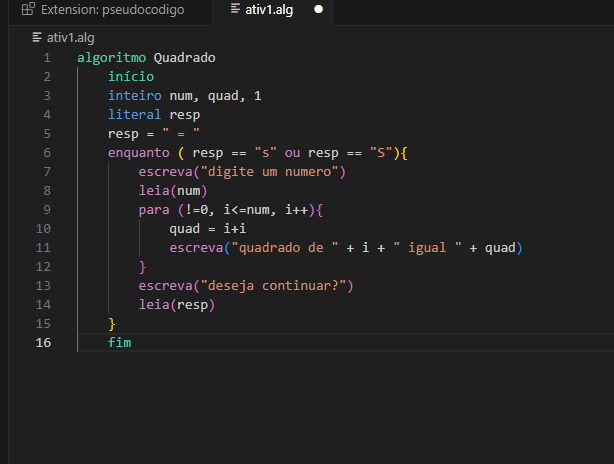 Extension: pseudocodigo
ativ1.alg
ativ1.alg
1 algoritmo Quadrado
2 início
3 inteiro num, quad, 1
4 literal resp
5 resp = " = "
6 enquanto ( resp == "s" ou resp == "S"){
7 escreva("digite um numero")
8 leia(num)
9 para (!=0, i<=num, i++){
10 quad = i+i
11 escreva("quadrado de " + i + " igual " + quad)
12 }
13 escreva("deseja continuar?")
14 leia(resp)
15 }
16 fim